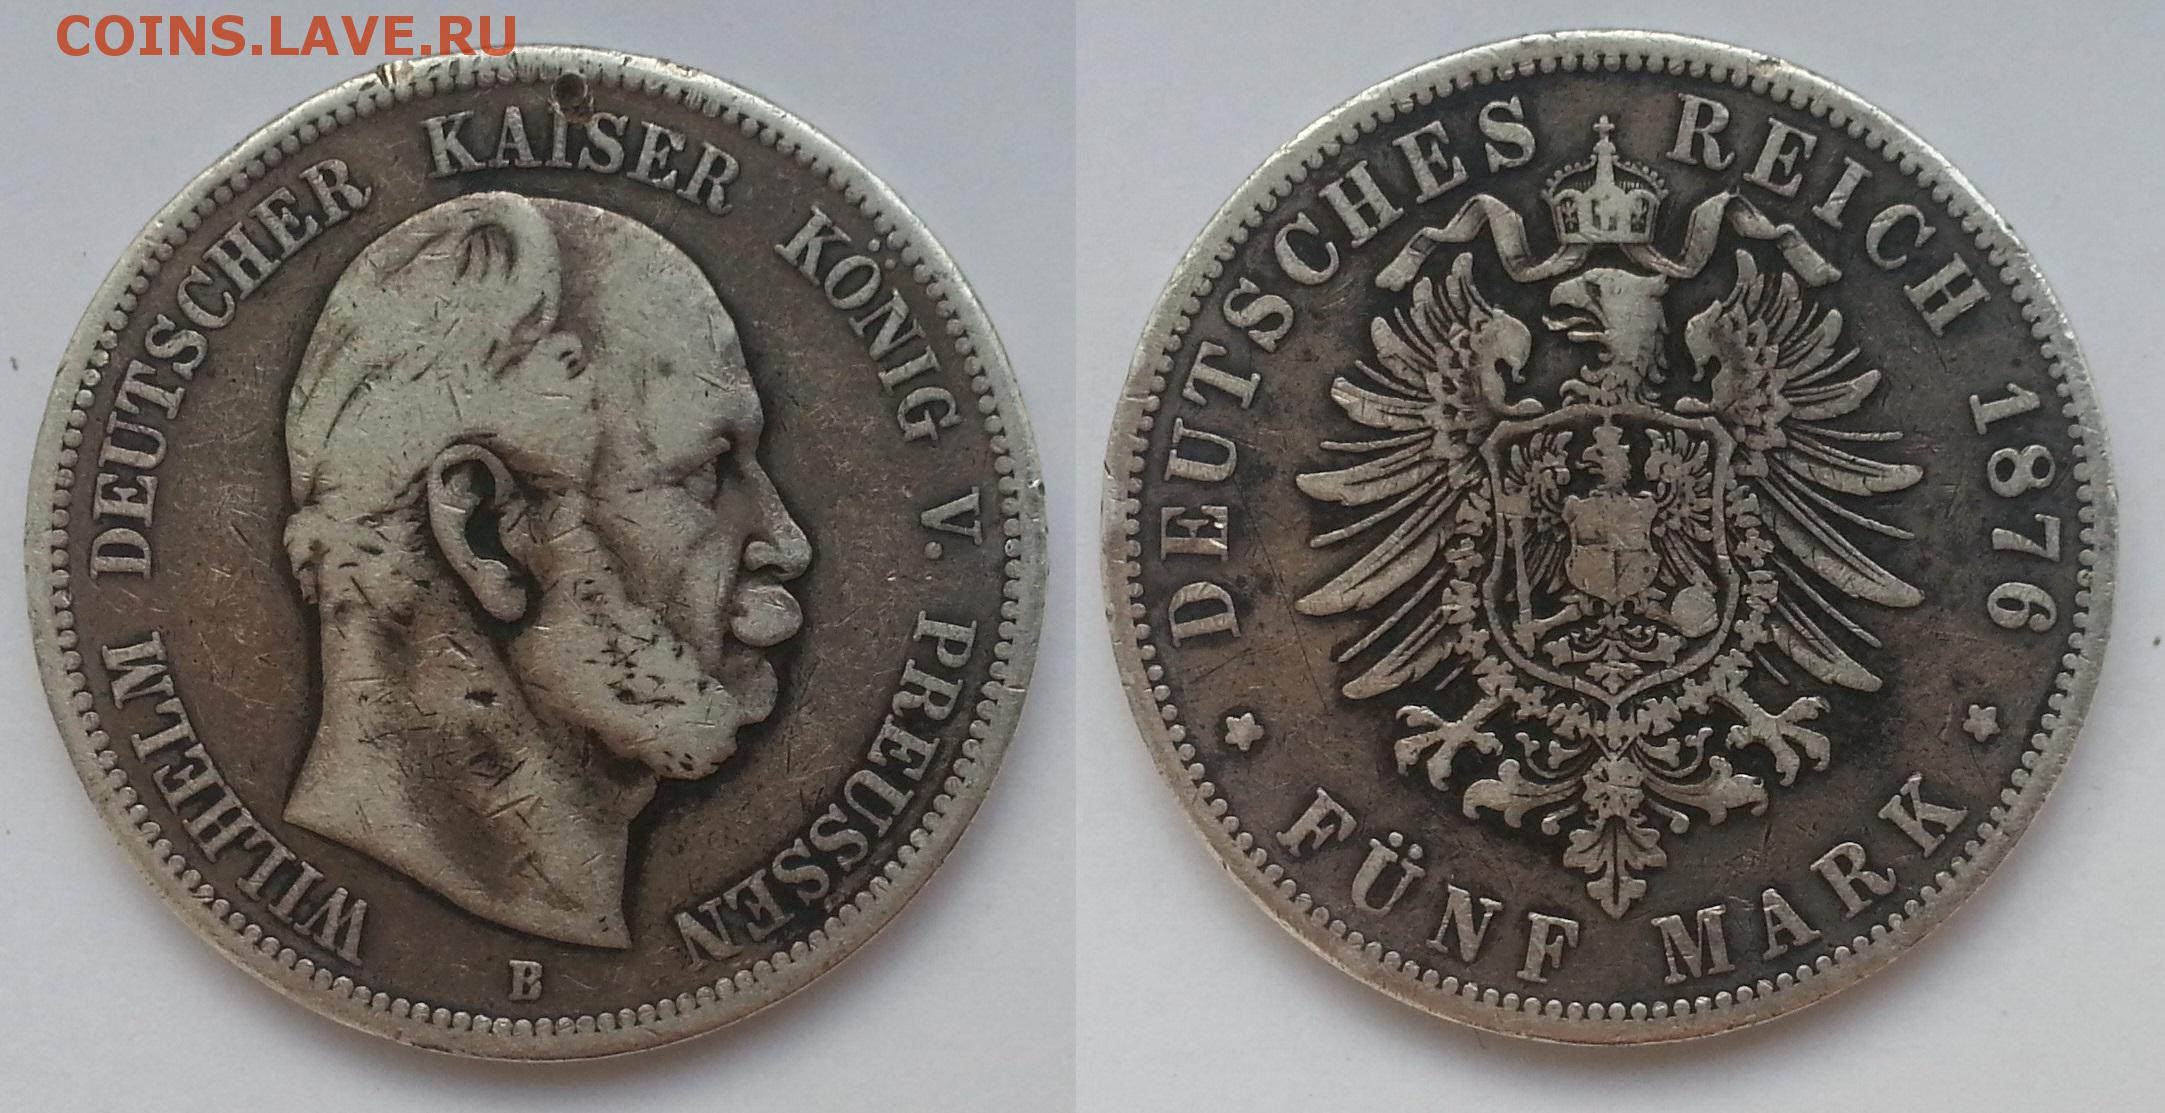 COINS.LAVE.RU
WILHELM DEUTSCHER KAISER KÖNIG V. PREUSSEN
B
DEUTSCHES REICH 1876
FÜNF MARK